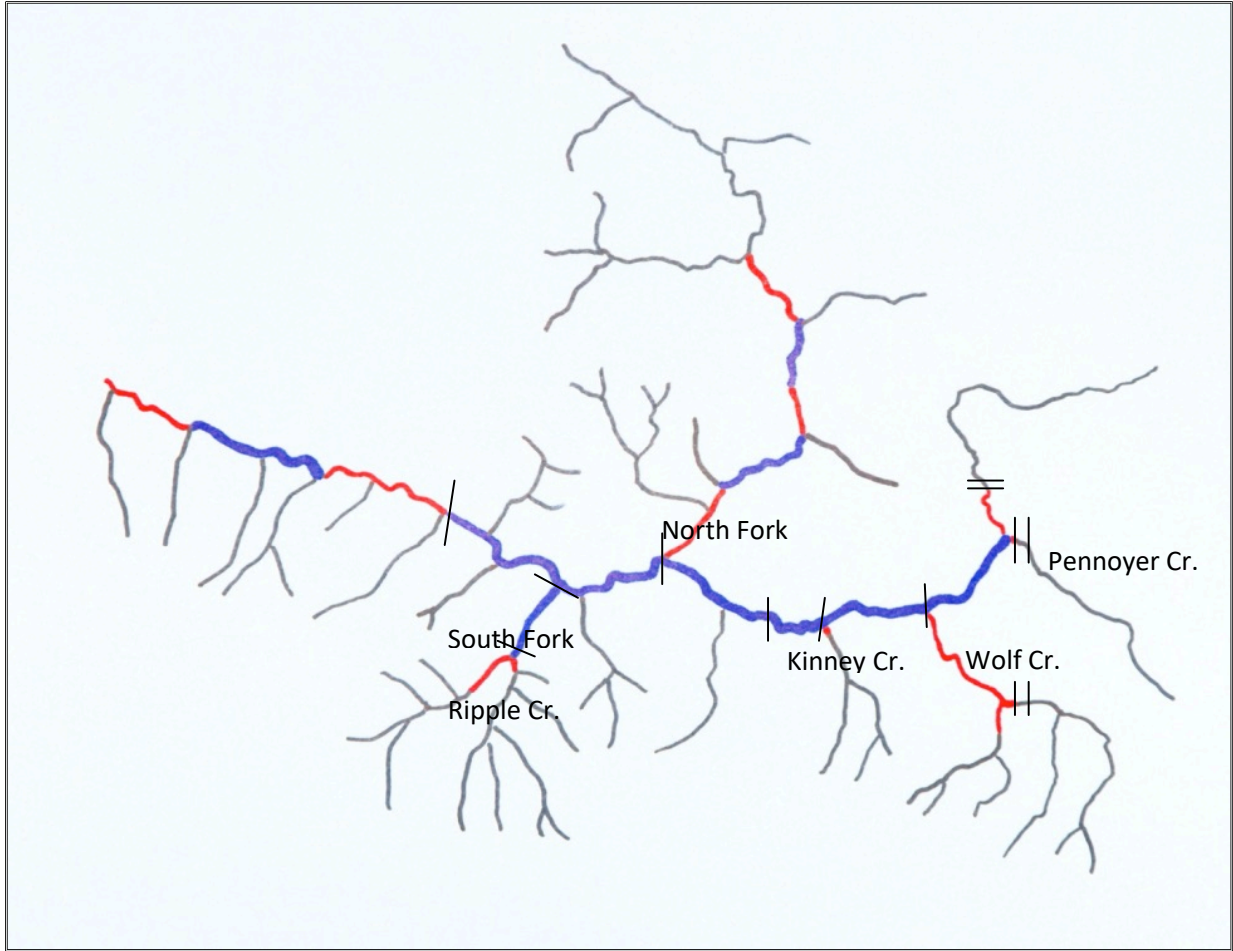 North Fork
Pennoyer Cr.
South Fork
Kinney Cr.
Wolf Cr.
Ripple Cr.